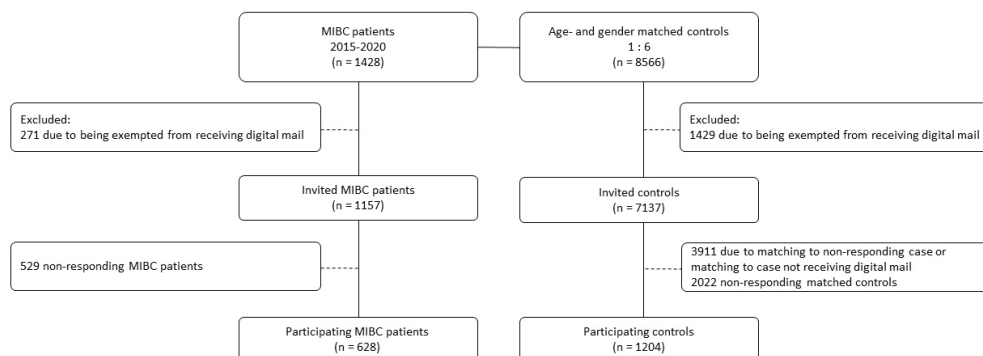 MIBC patients
2015-2020
(n = 1428)
Age- and gender matched controls
1 : 6
(n = 8566)
Excluded:
271 due to being exempted from receiving digital mail
Excluded:
1429 due to being exempted from receiving digital mail
Invited MIBC patients
(n = 1157)
Invited controls
(n = 7137)
529 non-responding MIBC patients
3911 due to matching to non-responding case or
matching to case not receiving digital mail
2022 non-responding matched controls
Participating MIBC patients
(n = 628)
Participating controls
(n = 1204)